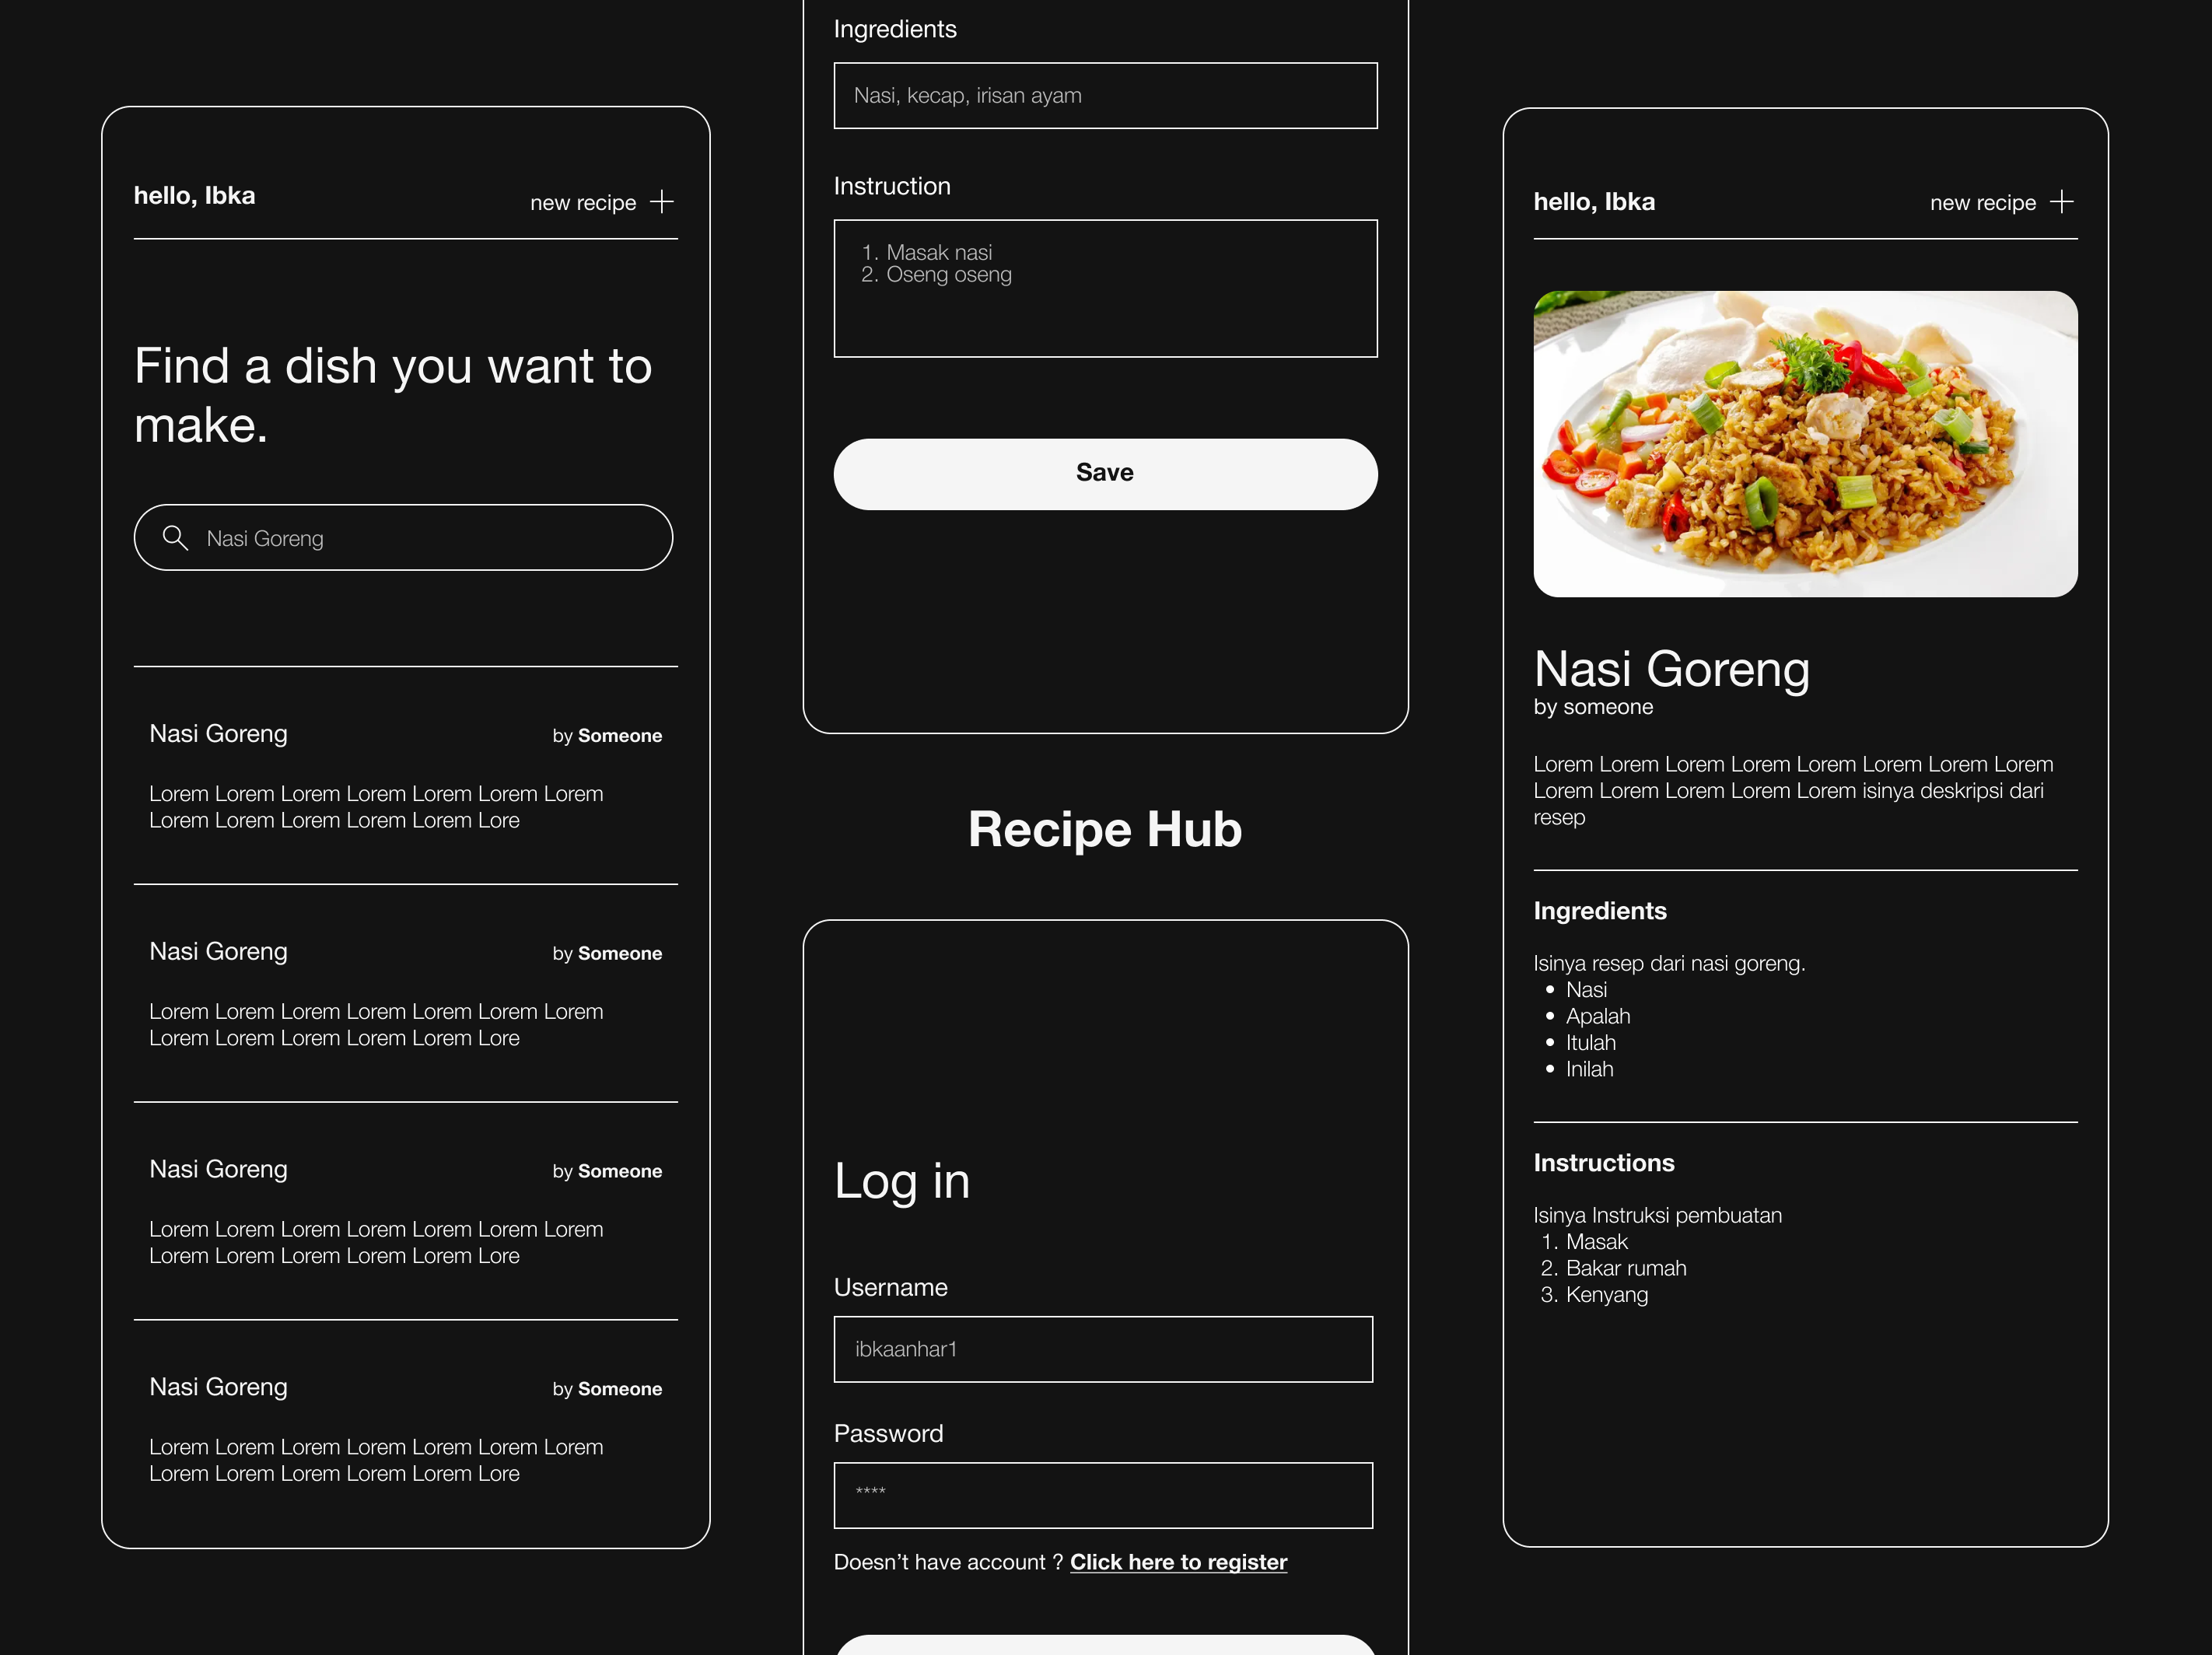 hello, Ibka
new recipe
Find a dish you want to
make.
Nasi Goreng
Nasi Goreng
by Someone
Lorem Lorem Lorem Lorem Lorem Lorem Lorem
Lorem Lorem Lorem Lorem Lorem Lore
Nasi Goreng
by Someone
Lorem Lorem Lorem Lorem Lorem Lorem Lorem
Lorem Lorem Lorem Lorem Lorem Lore
Nasi Goreng
by Someone
Lorem Lorem Lorem Lorem Lorem Lorem Lorem
Lorem Lorem Lorem Lorem Lorem Lore
Nasi Goreng
by Someone
Lorem Lorem Lorem Lorem Lorem Lorem Lorem
Lorem Lorem Lorem Lorem Lorem Lore
Ingredients
Nasi, kecap, irisan ayam
Instruction
1. Masak nasi
2. Oseng oseng
Save
Recipe Hub
Log in
Username
ibkaanhar1
Password
****
Doesn’t have account ? Click here to register
hello, Ibka
new recipe
Nasi Goreng
by someone
Lorem Lorem Lorem Lorem Lorem Lorem Lorem Lorem
Lorem Lorem Lorem Lorem Lorem isinya deskripsi dari
resep
Ingredients
Isinya resep dari nasi goreng.
• Nasi
• Apalah
• Itulah
• Inilah
Instructions
Isinya Instruksi pembuatan
1. Masak
2. Bakar rumah
3. Kenyang